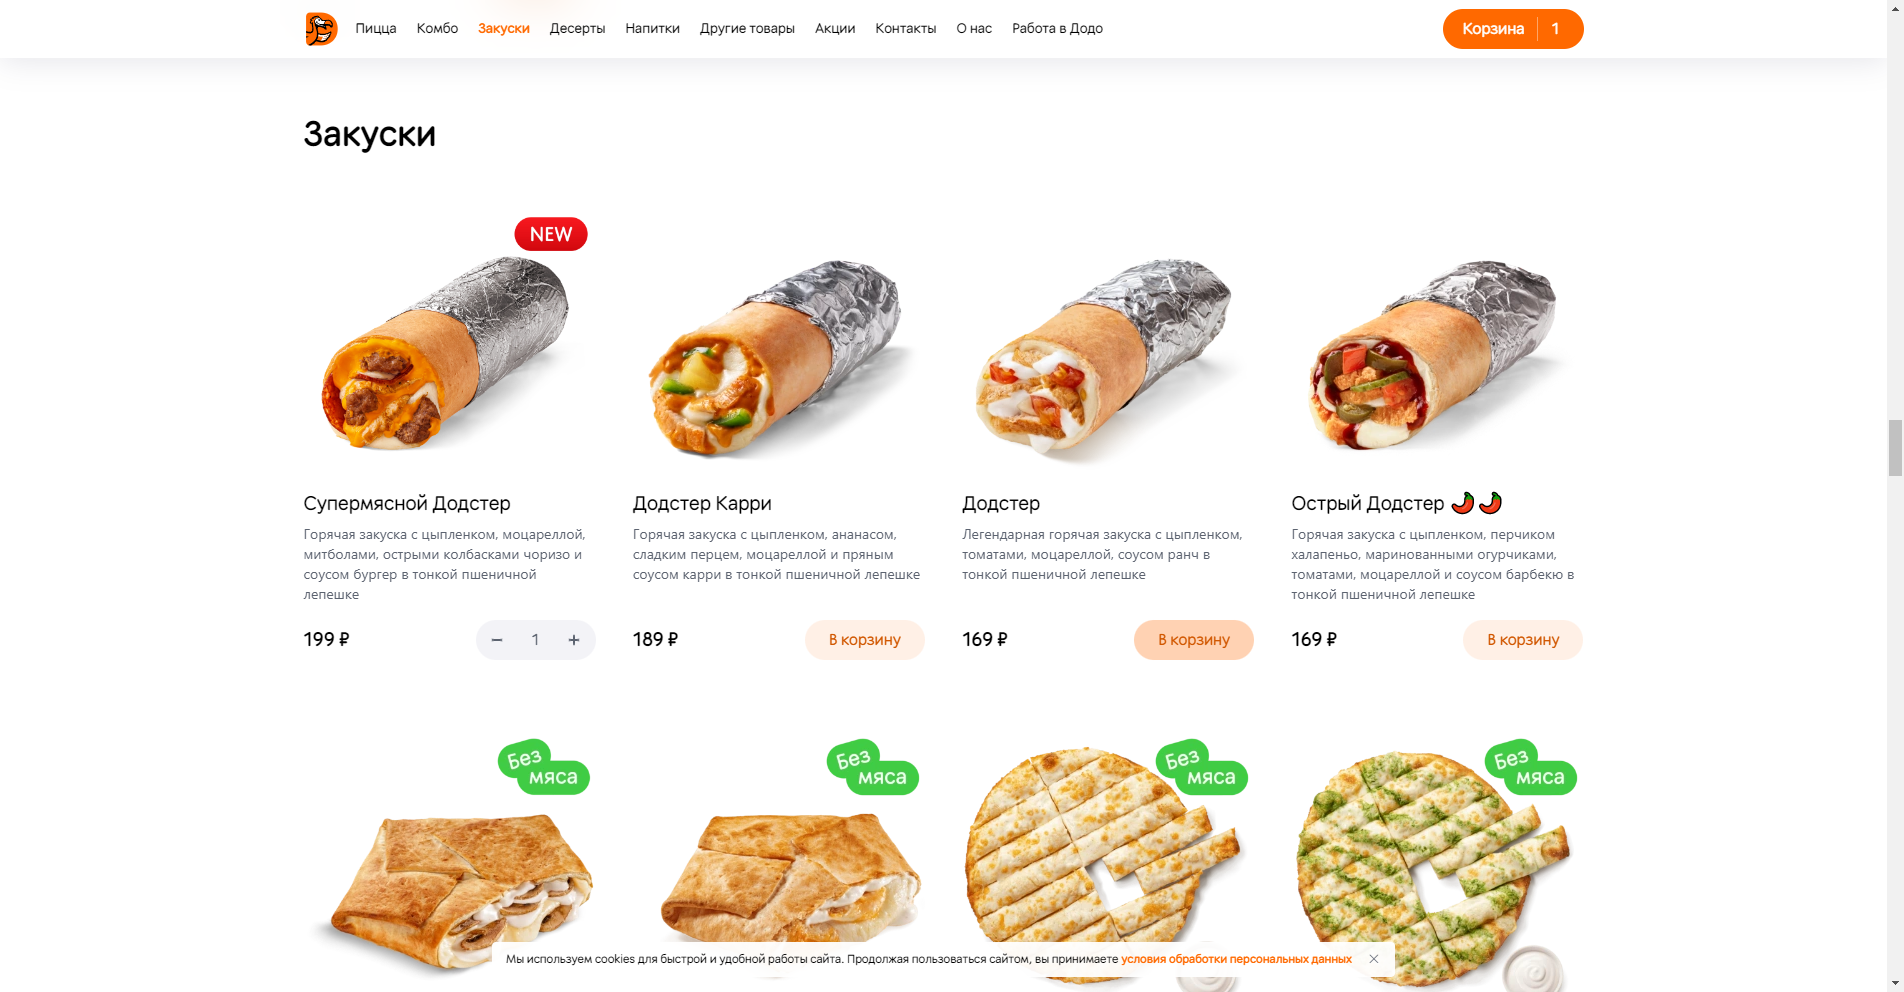 Пицца Комбо Закуски Десерты Напитки Другие товары Акции Контакты О нас Работа в Додо Корзина 1
Закуски
NEW
Супермясной Додстер
Горячая закуска с цыпленком, моцареллой,
митболами, острыми колбасками чоризо и
соусом бургер в тонкой пшеничной
лепешке
199 ₽ − 1 +
Додстер Карри
Горячая закуска с цыпленком, ананасом,
сладким перцем, моцареллой и пряным
соусом карри в тонкой пшеничной лепешке
189 ₽ В корзину
Додстер
Легендарная горячая закуска с цыпленком,
томатами, моцареллой, соусом ранч в
тонкой пшеничной лепешке
169 ₽ В корзину
Острый Додстер 🌶️🌶️
Горячая закуска с цыпленком, перчиком
халапеньо, маринованными огурчиками,
томатами, моцареллой и соусом барбекю в
тонкой пшеничной лепешке
169 ₽ В корзину
Без
мяса
Без
мяса
Без
мяса
Без
мяса
Мы используем cookies для быстрой и удобной работы сайта. Продолжая пользоваться сайтом, вы принимаете условия обработки персональных данных